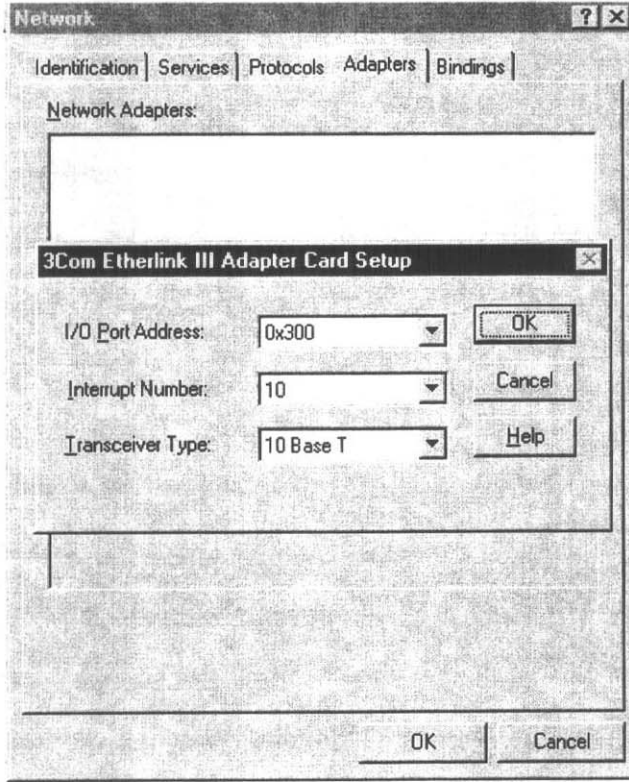 Network
Identification Services Protocols Adapters Bindings
Network Adapters:
3Com Etherlink III Adapter Card Setup
I/O Port Address: 0x300 OK
Interrupt Number: 10 Cancel
Transceiver Type: 10 Base T Help
OK Cancel